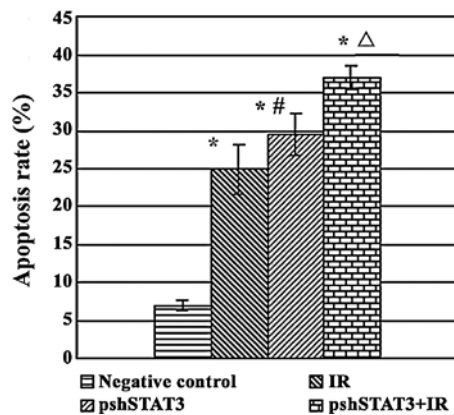 Apoptosis rate (%)
45
40
35
30
25
20
15
10
5
0
*
* #
* △
Negative control
IR
pshSTAT3
pshSTAT3+IR